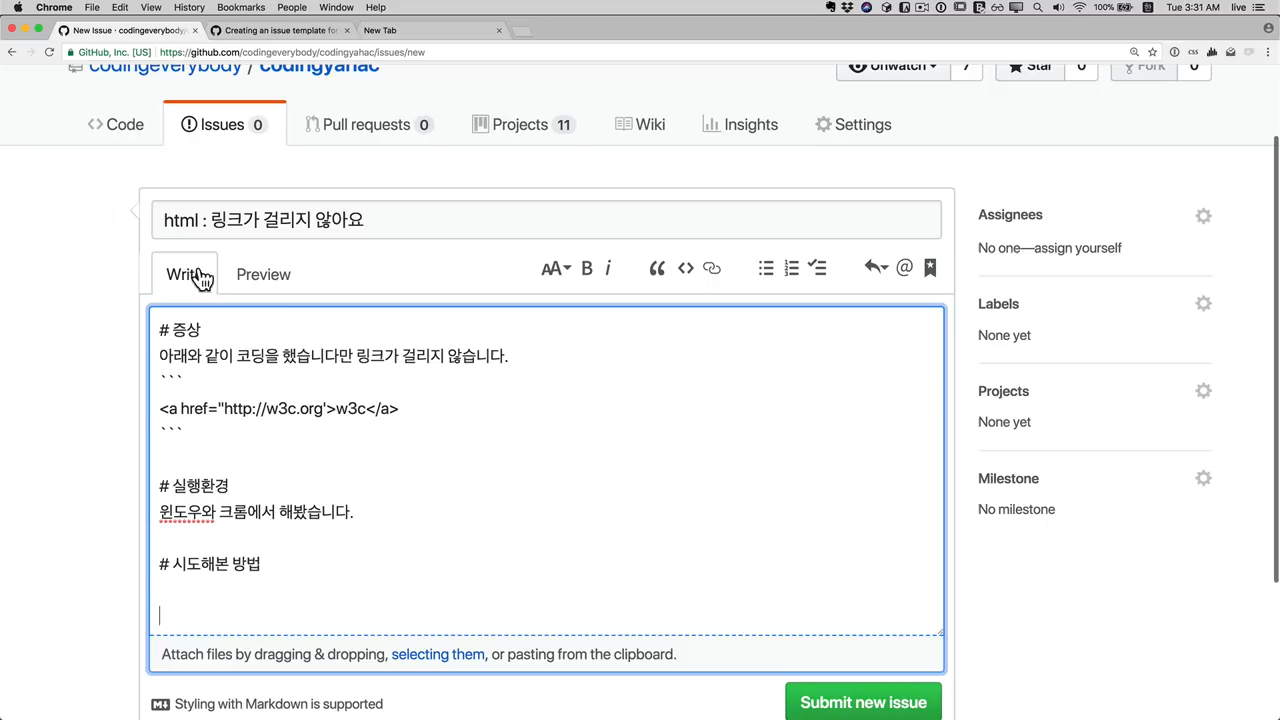 Chrome File Edit View History Bookmarks People Window Help 100% Tue 3:31 AM live
New Issue · codingeverybody/ Creating an issue template for New Tab
GitHub, Inc. [US] https://github.com/codingeverybody/codingyahac/issues/new
codingeverybody / codingyahac Unwatch 7 Star 0 Fork 0
Code Issues 0 Pull requests 0 Projects 11 Wiki Insights Settings
html : 링크가 걸리지 않아요
Write Preview AA B i
# 증상
아래와 같이 코딩을 했습니다만 링크가 걸리지 않습니다.
```
<a href="http://w3c.org'>w3c</a>
```
# 실행환경
윈도우와 크롬에서 해봤습니다.
# 시도해본 방법
Attach files by dragging & dropping, selecting them, or pasting from the clipboard.
Styling with Markdown is supported
Submit new issue
Assignees
No one—assign yourself
Labels
None yet
Projects
None yet
Milestone
No milestone